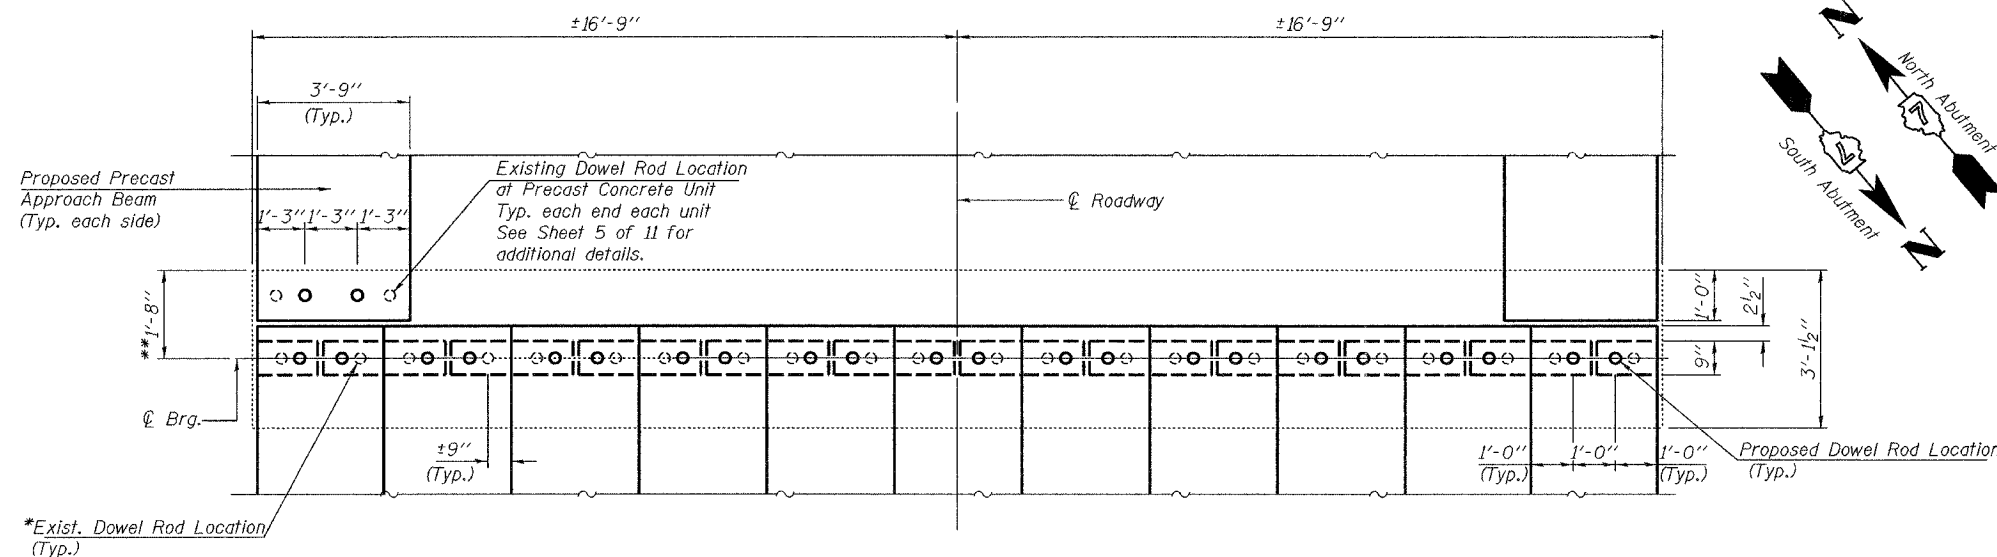 ±16'-9"
±16'-9"
N
North Abutment
7
South Abutment
7
N
3'-9"
(Typ.)
Proposed Precast
Approach Beam
(Typ. each side)
1'-3" 1'-3" 1'-3"
Existing Dowel Rod Location
at Precast Concrete Unit
Typ. each end each unit
See Sheet 5 of 11 for
additional details.
℄ Roadway
**1'-8"
1'-0"
2½"
9"
3'-1½"
℄ Brg.
±9"
(Typ.)
1'-0"
(Typ.)
1'-0"
1'-0"
(Typ.)
Proposed Dowel Rod Location
(Typ.)
*Exist. Dowel Rod Location
(Typ.)